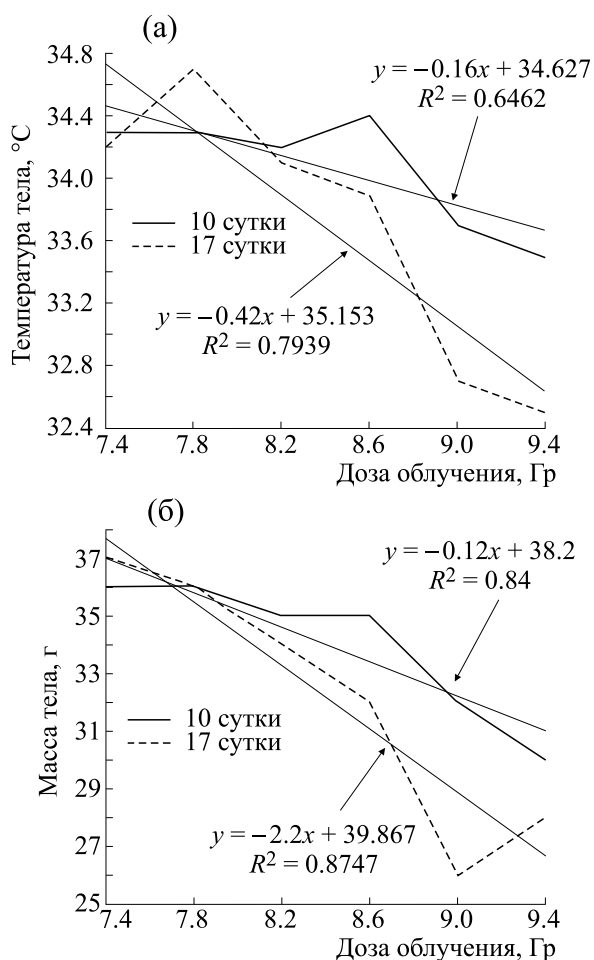 (а)
34.8
34.4
34.0
33.6
33.2
32.8
32.4
Температура тела, °C
y = −0.16x + 34.627
R² = 0.6462
10 сутки
17 сутки
y = −0.42x + 35.153
R² = 0.7939
7.4 7.8 8.2 8.6 9.0 9.4
Доза облучения, Гр
(б)
37
35
33
31
29
27
25
Масса тела, г
y = −0.12x + 38.2
R² = 0.84
10 сутки
17 сутки
y = −2.2x + 39.867
R² = 0.8747
7.4 7.8 8.2 8.6 9.0 9.4
Доза облучения, Гр